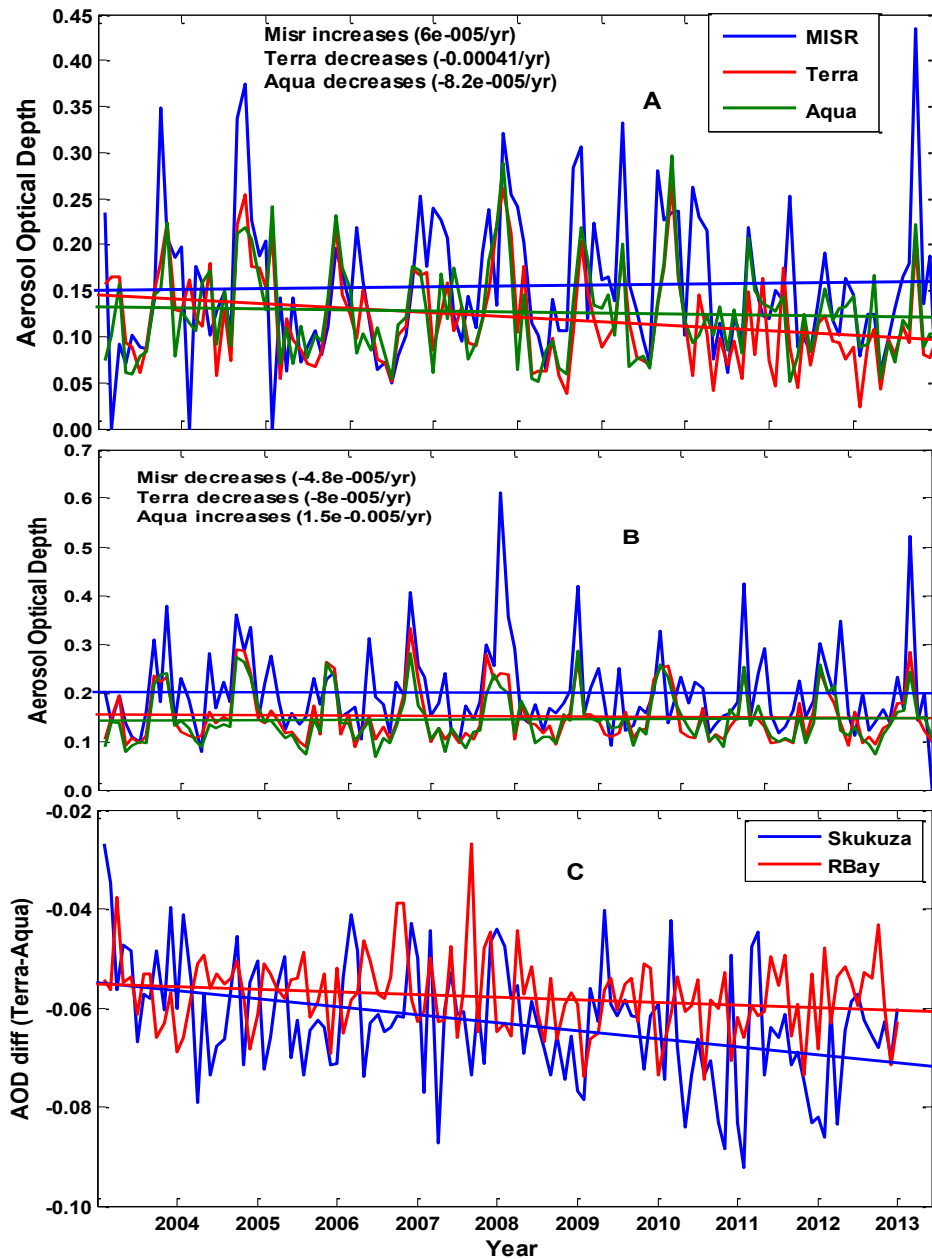 0.45
0.40
0.35
0.30
0.25
0.20
0.15
0.10
0.05
0.00
Aerosol Optical Depth
Misr increases (6e-005/yr)
Terra decreases (-0.00041/yr)
Aqua decreases (-8.2e-005/yr)
A
MISR
Terra
Aqua
0.7
0.6
0.5
0.4
0.3
0.2
0.1
0.0
Aerosol Optical Depth
Misr decreases (-4.8e-005/yr)
Terra decreases (-8e-005/yr)
Aqua increases (1.5e-0.005/yr)
B
-0.02
-0.04
-0.06
-0.08
-0.10
AOD diff (Terra-Aqua)
C
Skukuza
RBay
2004 2005 2006 2007 2008 2009 2010 2011 2012 2013
Year